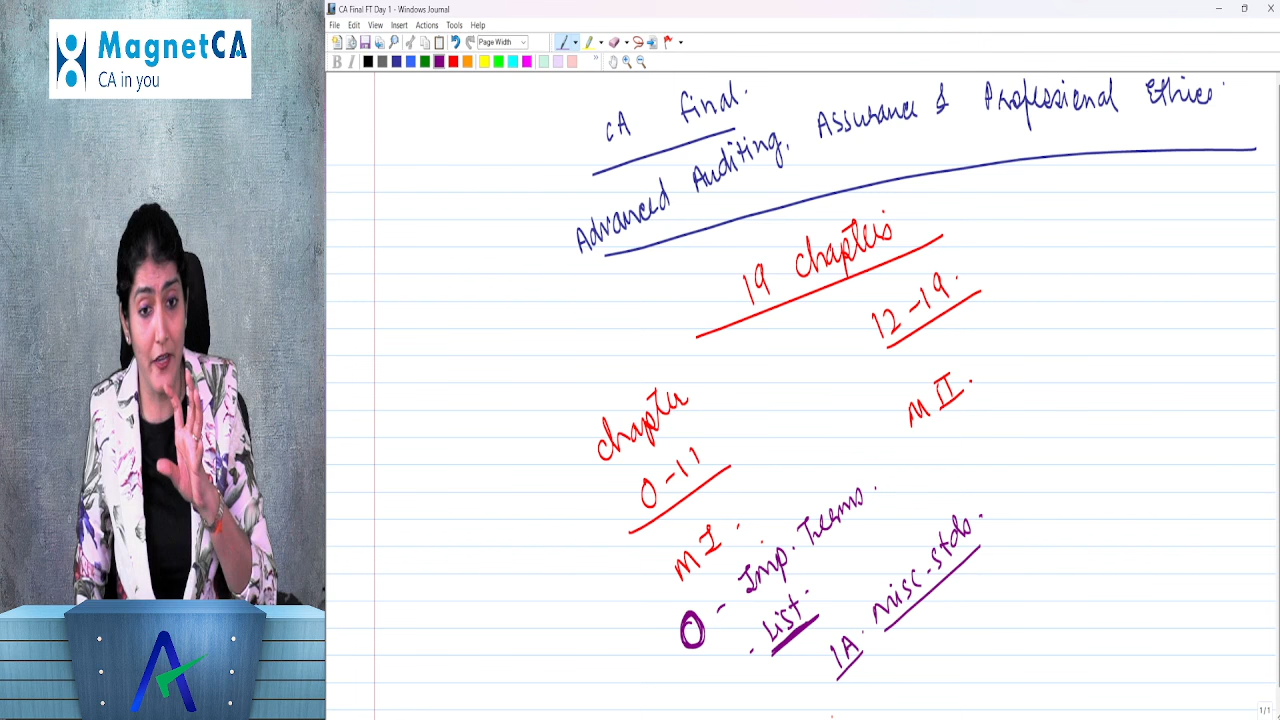 MagnetCA
CA in you
CA Final FT Day 1 - Windows Journal
File Edit View Insert Actions Tools Help
Page Width
B I
CA Final.
Advanced Auditing, Assurance & Professional Ethics.
19 chapters
12-19.
chapter
0-11
M II.
M I.
0 - Imp. Terms.
. List.
1A. Misc. Stds.
1/1